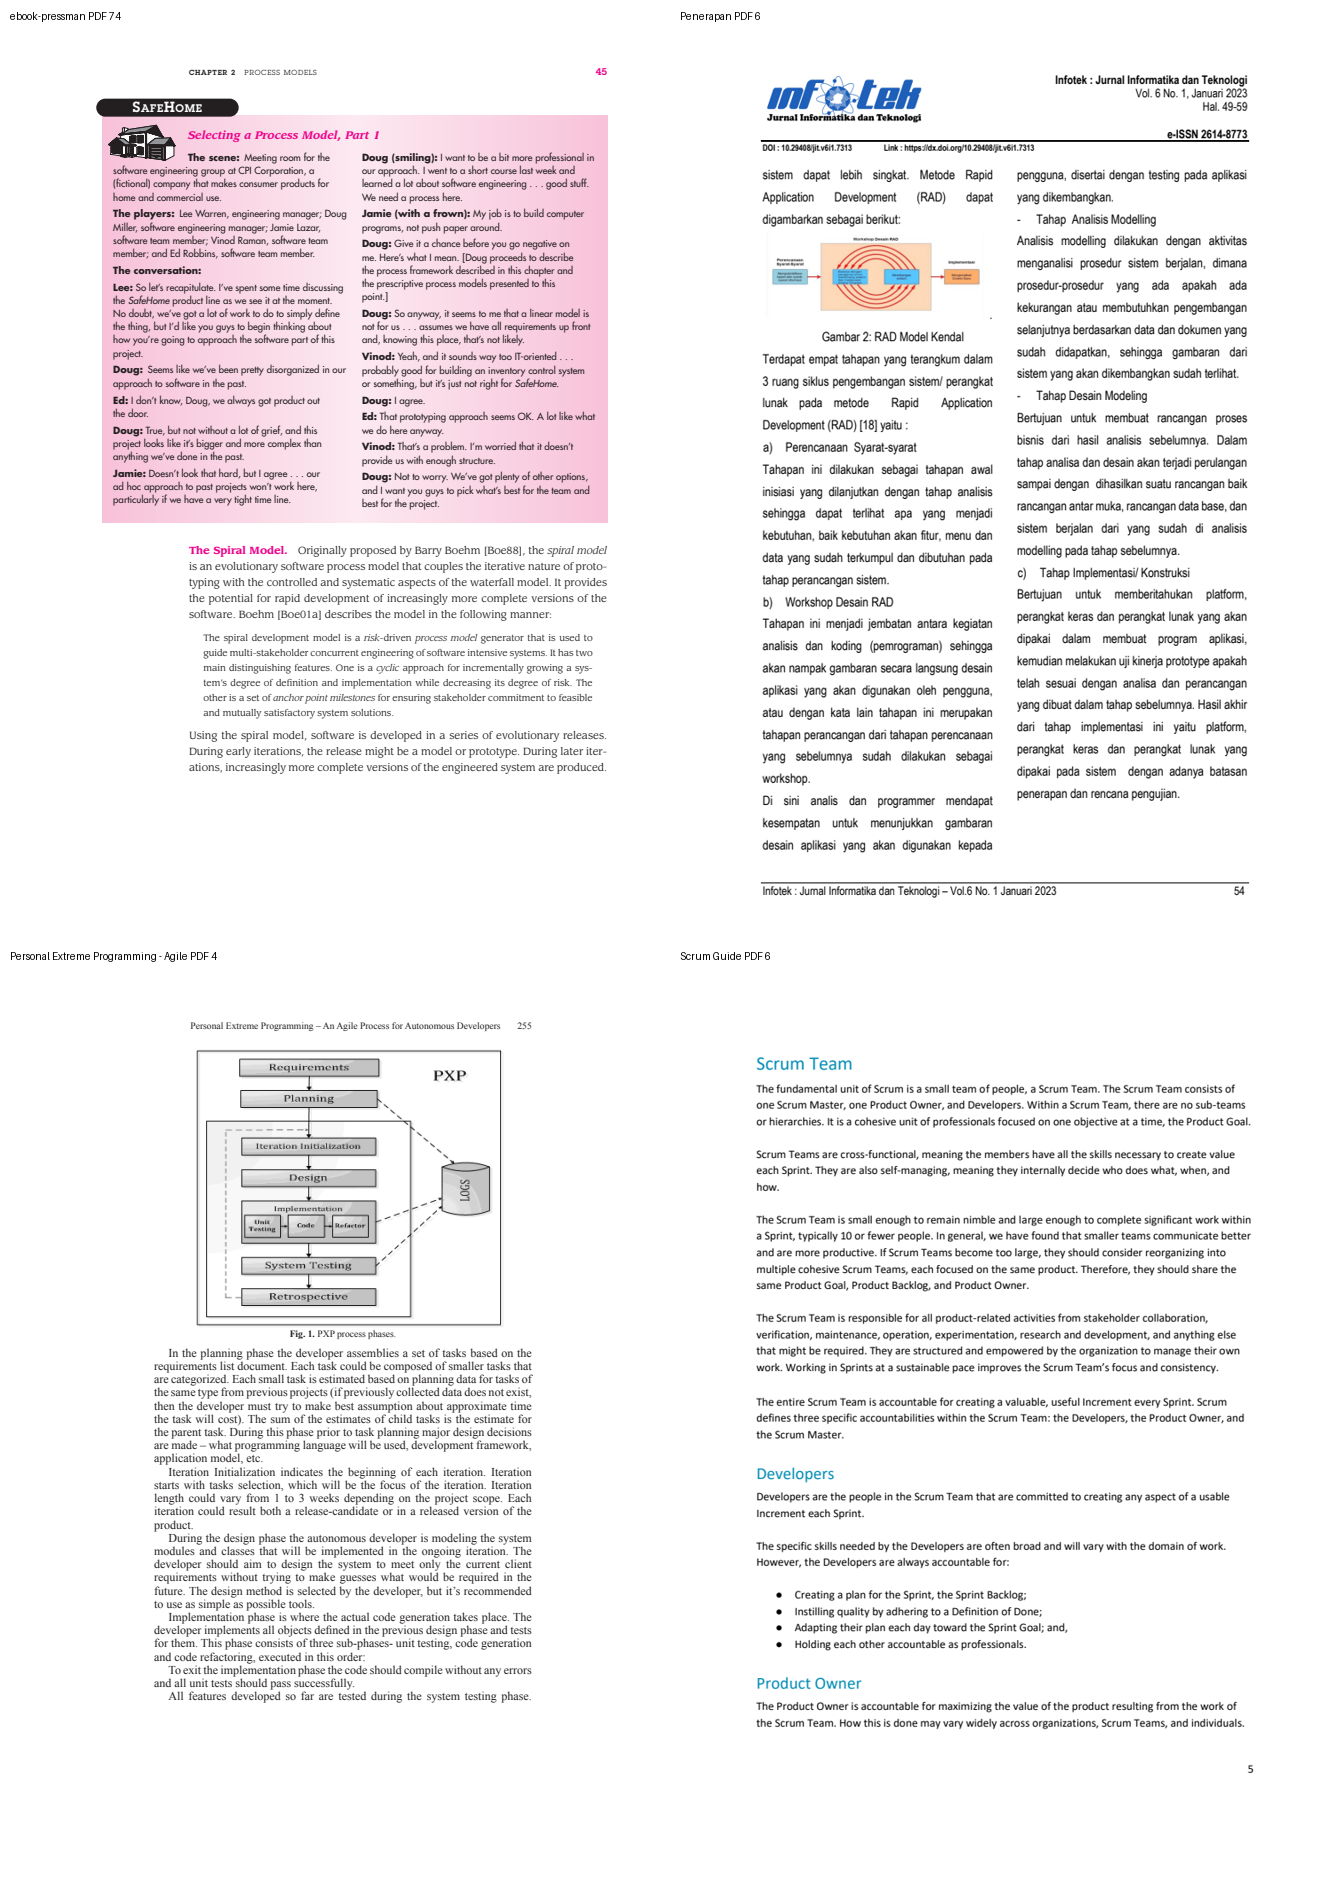 ebook-pressman PDF 74
CHAPTER 2 PROCESS MODELS 45
SAFEHOME
Selecting a Process Model, Part 1
The scene: Meeting room for the
software engineering group at CPI Corporation, a
(fictional) company that makes consumer products for
home and commercial use.
The players: Lee Warren, engineering manager; Doug
Miller, software engineering manager; Jamie Lazar,
software team member; Vinod Raman, software team
member; and Ed Robbins, software team member.
The conversation:
Lee: So let's recapitulate. I've spent some time discussing
the SafeHome product line as we see it at the moment.
No doubt, we've got a lot of work to do to simply define
the thing, but I'd like you guys to begin thinking about
how you're going to approach the software part of this
project.
Doug: Seems like we've been pretty disorganized in our
approach to software in the past.
Ed: I don't know, Doug, we always got product out
the door.
Doug: True, but not without a lot of grief, and this
project looks like it's bigger and more complex than
anything we've done in the past.
Jamie: Doesn't look that hard, but I agree . . . our
ad hoc approach to past projects won't work here,
particularly if we have a very tight time line.
Doug (smiling): I want to be a bit more professional in
our approach. I went to a short course last week and
learned a lot about software engineering . . . good stuff.
We need a process here.
Jamie (with a frown): My job is to build computer
programs, not push paper around.
Doug: Give it a chance before you go negative on
me. Here's what I mean. [Doug proceeds to describe
the process framework described in this chapter and
the prescriptive process models presented to this
point.]
Doug: So anyway, it seems to me that a linear model is
not for us . . . assumes we have all requirements up front
and, knowing this place, that's not likely.
Vinod: Yeah, and it sounds way too IT-oriented . . .
probably good for building an inventory control system
or something, but it's just not right for SafeHome.
Doug: I agree.
Ed: That prototyping approach seems OK. A lot like what
we do here anyway.
Vinod: That's a problem. I'm worried that it doesn't
provide us with enough structure.
Doug: Not to worry. We've got plenty of other options,
and I want you guys to pick what's best for the team and
best for the project.
The Spiral Model. Originally proposed by Barry Boehm [Boe88], the spiral model
is an evolutionary software process model that couples the iterative nature of proto-
typing with the controlled and systematic aspects of the waterfall model. It provides
the potential for rapid development of increasingly more complete versions of the
software. Boehm [Boe01a] describes the model in the following manner:
The spiral development model is a risk-driven process model generator that is used to
guide multi-stakeholder concurrent engineering of software intensive systems. It has two
main distinguishing features. One is a cyclic approach for incrementally growing a sys-
tem's degree of definition and implementation while decreasing its degree of risk. The
other is a set of anchor point milestones for ensuring stakeholder commitment to feasible
and mutually satisfactory system solutions.
Using the spiral model, software is developed in a series of evolutionary releases.
During early iterations, the release might be a model or prototype. During later iter-
ations, increasingly more complete versions of the engineered system are produced.
Penerapan PDF 6
infotek
Jurnal Informatika dan Teknologi
Infotek : Jurnal Informatika dan Teknologi
Vol. 6 No. 1, Januari 2023
Hal. 49-59
e-ISSN 2614-8773
DOI : 10.29408/jit.v6i1.7313 Link : https://dx.doi.org/10.29408/jit.v6i1.7313
sistem dapat lebih singkat. Metode Rapid
Application Development (RAD) dapat
digambarkan sebagai berikut:
Workshop Desain RAD
Perencanaan
Syarat-Syarat
Implementasi
Gambar 2: RAD Model Kendal
Terdapat empat tahapan yang terangkum dalam
3 ruang siklus pengembangan sistem/ perangkat
lunak pada metode Rapid Application
Development (RAD) [18] yaitu :
a) Perencanaan Syarat-syarat
Tahapan ini dilakukan sebagai tahapan awal
inisiasi yang dilanjutkan dengan tahap analisis
sehingga dapat terlihat apa yang menjadi
kebutuhan, baik kebutuhan akan fitur, menu dan
data yang sudah terkumpul dan dibutuhan pada
tahap perancangan sistem.
b) Workshop Desain RAD
Tahapan ini menjadi jembatan antara kegiatan
analisis dan koding (pemrograman) sehingga
akan nampak gambaran secara langsung desain
aplikasi yang akan digunakan oleh pengguna,
atau dengan kata lain tahapan ini merupakan
tahapan perancangan dari tahapan perencanaan
yang sebelumnya sudah dilakukan sebagai
workshop.
Di sini analis dan programmer mendapat
kesempatan untuk menunjukkan gambaran
desain aplikasi yang akan digunakan kepada
pengguna, disertai dengan testing pada aplikasi
yang dikembangkan.
- Tahap Analisis Modelling
Analisis modelling dilakukan dengan aktivitas
menganalisi prosedur sistem berjalan, dimana
prosedur-prosedur yang ada apakah ada
kekurangan atau membutuhkan pengembangan
selanjutnya berdasarkan data dan dokumen yang
sudah didapatkan, sehingga gambaran dari
sistem yang akan dikembangkan sudah terlihat.
- Tahap Desain Modeling
Bertujuan untuk membuat rancangan proses
bisnis dari hasil analisis sebelumnya. Dalam
tahap analisa dan desain akan terjadi perulangan
sampai dengan dihasilkan suatu rancangan baik
rancangan antar muka, rancangan data base, dan
sistem berjalan dari yang sudah di analisis
modelling pada tahap sebelumnya.
c) Tahap Implementasi/ Konstruksi
Bertujuan untuk memberitahukan platform,
perangkat keras dan perangkat lunak yang akan
dipakai dalam membuat program aplikasi,
kemudian melakukan uji kinerja prototype apakah
telah sesuai dengan analisa dan perancangan
yang dibuat dalam tahap sebelumnya. Hasil akhir
dari tahap implementasi ini yaitu platform,
perangkat keras dan perangkat lunak yang
dipakai pada sistem dengan adanya batasan
penerapan dan rencana pengujian.
Infotek : Jurnal Informatika dan Teknologi – Vol.6 No. 1 Januari 2023 54
Personal Extreme Programming - Agile PDF 4
Personal Extreme Programming – An Agile Process for Autonomous Developers 255
Requirements
PXP
Planning
Iteration Initialization
Design
LOGS
Implementation
Unit Testing
Code
Refactor
System Testing
Retrospective
Fig. 1. PXP process phases.
In the planning phase the developer assemblies a set of tasks based on the
requirements list document. Each task could be composed of smaller tasks that
are categorized. Each small task is estimated based on planning data for tasks of
the same type from previous projects (if previously collected data does not exist,
then the developer must try to make best assumption about approximate time
the task will cost). The sum of the estimates of child tasks is the estimate for
the parent task. During this phase prior to task planning major design decisions
are made – what programming language will be used, development framework,
application model, etc.
Iteration Initialization indicates the beginning of each iteration. Iteration
starts with tasks selection, which will be the focus of the iteration. Iteration
length could vary from 1 to 3 weeks depending on the project scope. Each
iteration could result both a release-candidate or in a released version of the
product.
During the design phase the autonomous developer is modeling the system
modules and classes that will be implemented in the ongoing iteration. The
developer should aim to design the system to meet only the current client
requirements without trying to make guesses what would be required in the
future. The design method is selected by the developer, but it's recommended
to use as simple as possible tools.
Implementation phase is where the actual code generation takes place. The
developer implements all objects defined in the previous design phase and tests
for them. This phase consists of three sub-phases- unit testing, code generation
and code refactoring, executed in this order:
To exit the implementation phase the code should compile without any errors
and all unit tests should pass successfully.
All features developed so far are tested during the system testing phase.
Scrum Guide PDF 6
Scrum Team
The fundamental unit of Scrum is a small team of people, a Scrum Team. The Scrum Team consists of
one Scrum Master, one Product Owner, and Developers. Within a Scrum Team, there are no sub-teams
or hierarchies. It is a cohesive unit of professionals focused on one objective at a time, the Product Goal.
Scrum Teams are cross-functional, meaning the members have all the skills necessary to create value
each Sprint. They are also self-managing, meaning they internally decide who does what, when, and
how.
The Scrum Team is small enough to remain nimble and large enough to complete significant work within
a Sprint, typically 10 or fewer people. In general, we have found that smaller teams communicate better
and are more productive. If Scrum Teams become too large, they should consider reorganizing into
multiple cohesive Scrum Teams, each focused on the same product. Therefore, they should share the
same Product Goal, Product Backlog, and Product Owner.
The Scrum Team is responsible for all product-related activities from stakeholder collaboration,
verification, maintenance, operation, experimentation, research and development, and anything else
that might be required. They are structured and empowered by the organization to manage their own
work. Working in Sprints at a sustainable pace improves the Scrum Team's focus and consistency.
The entire Scrum Team is accountable for creating a valuable, useful Increment every Sprint. Scrum
defines three specific accountabilities within the Scrum Team: the Developers, the Product Owner, and
the Scrum Master.
Developers
Developers are the people in the Scrum Team that are committed to creating any aspect of a usable
Increment each Sprint.
The specific skills needed by the Developers are often broad and will vary with the domain of work.
However, the Developers are always accountable for:
● Creating a plan for the Sprint, the Sprint Backlog;
● Instilling quality by adhering to a Definition of Done;
● Adapting their plan each day toward the Sprint Goal; and,
● Holding each other accountable as professionals.
Product Owner
The Product Owner is accountable for maximizing the value of the product resulting from the work of
the Scrum Team. How this is done may vary widely across organizations, Scrum Teams, and individuals.
5